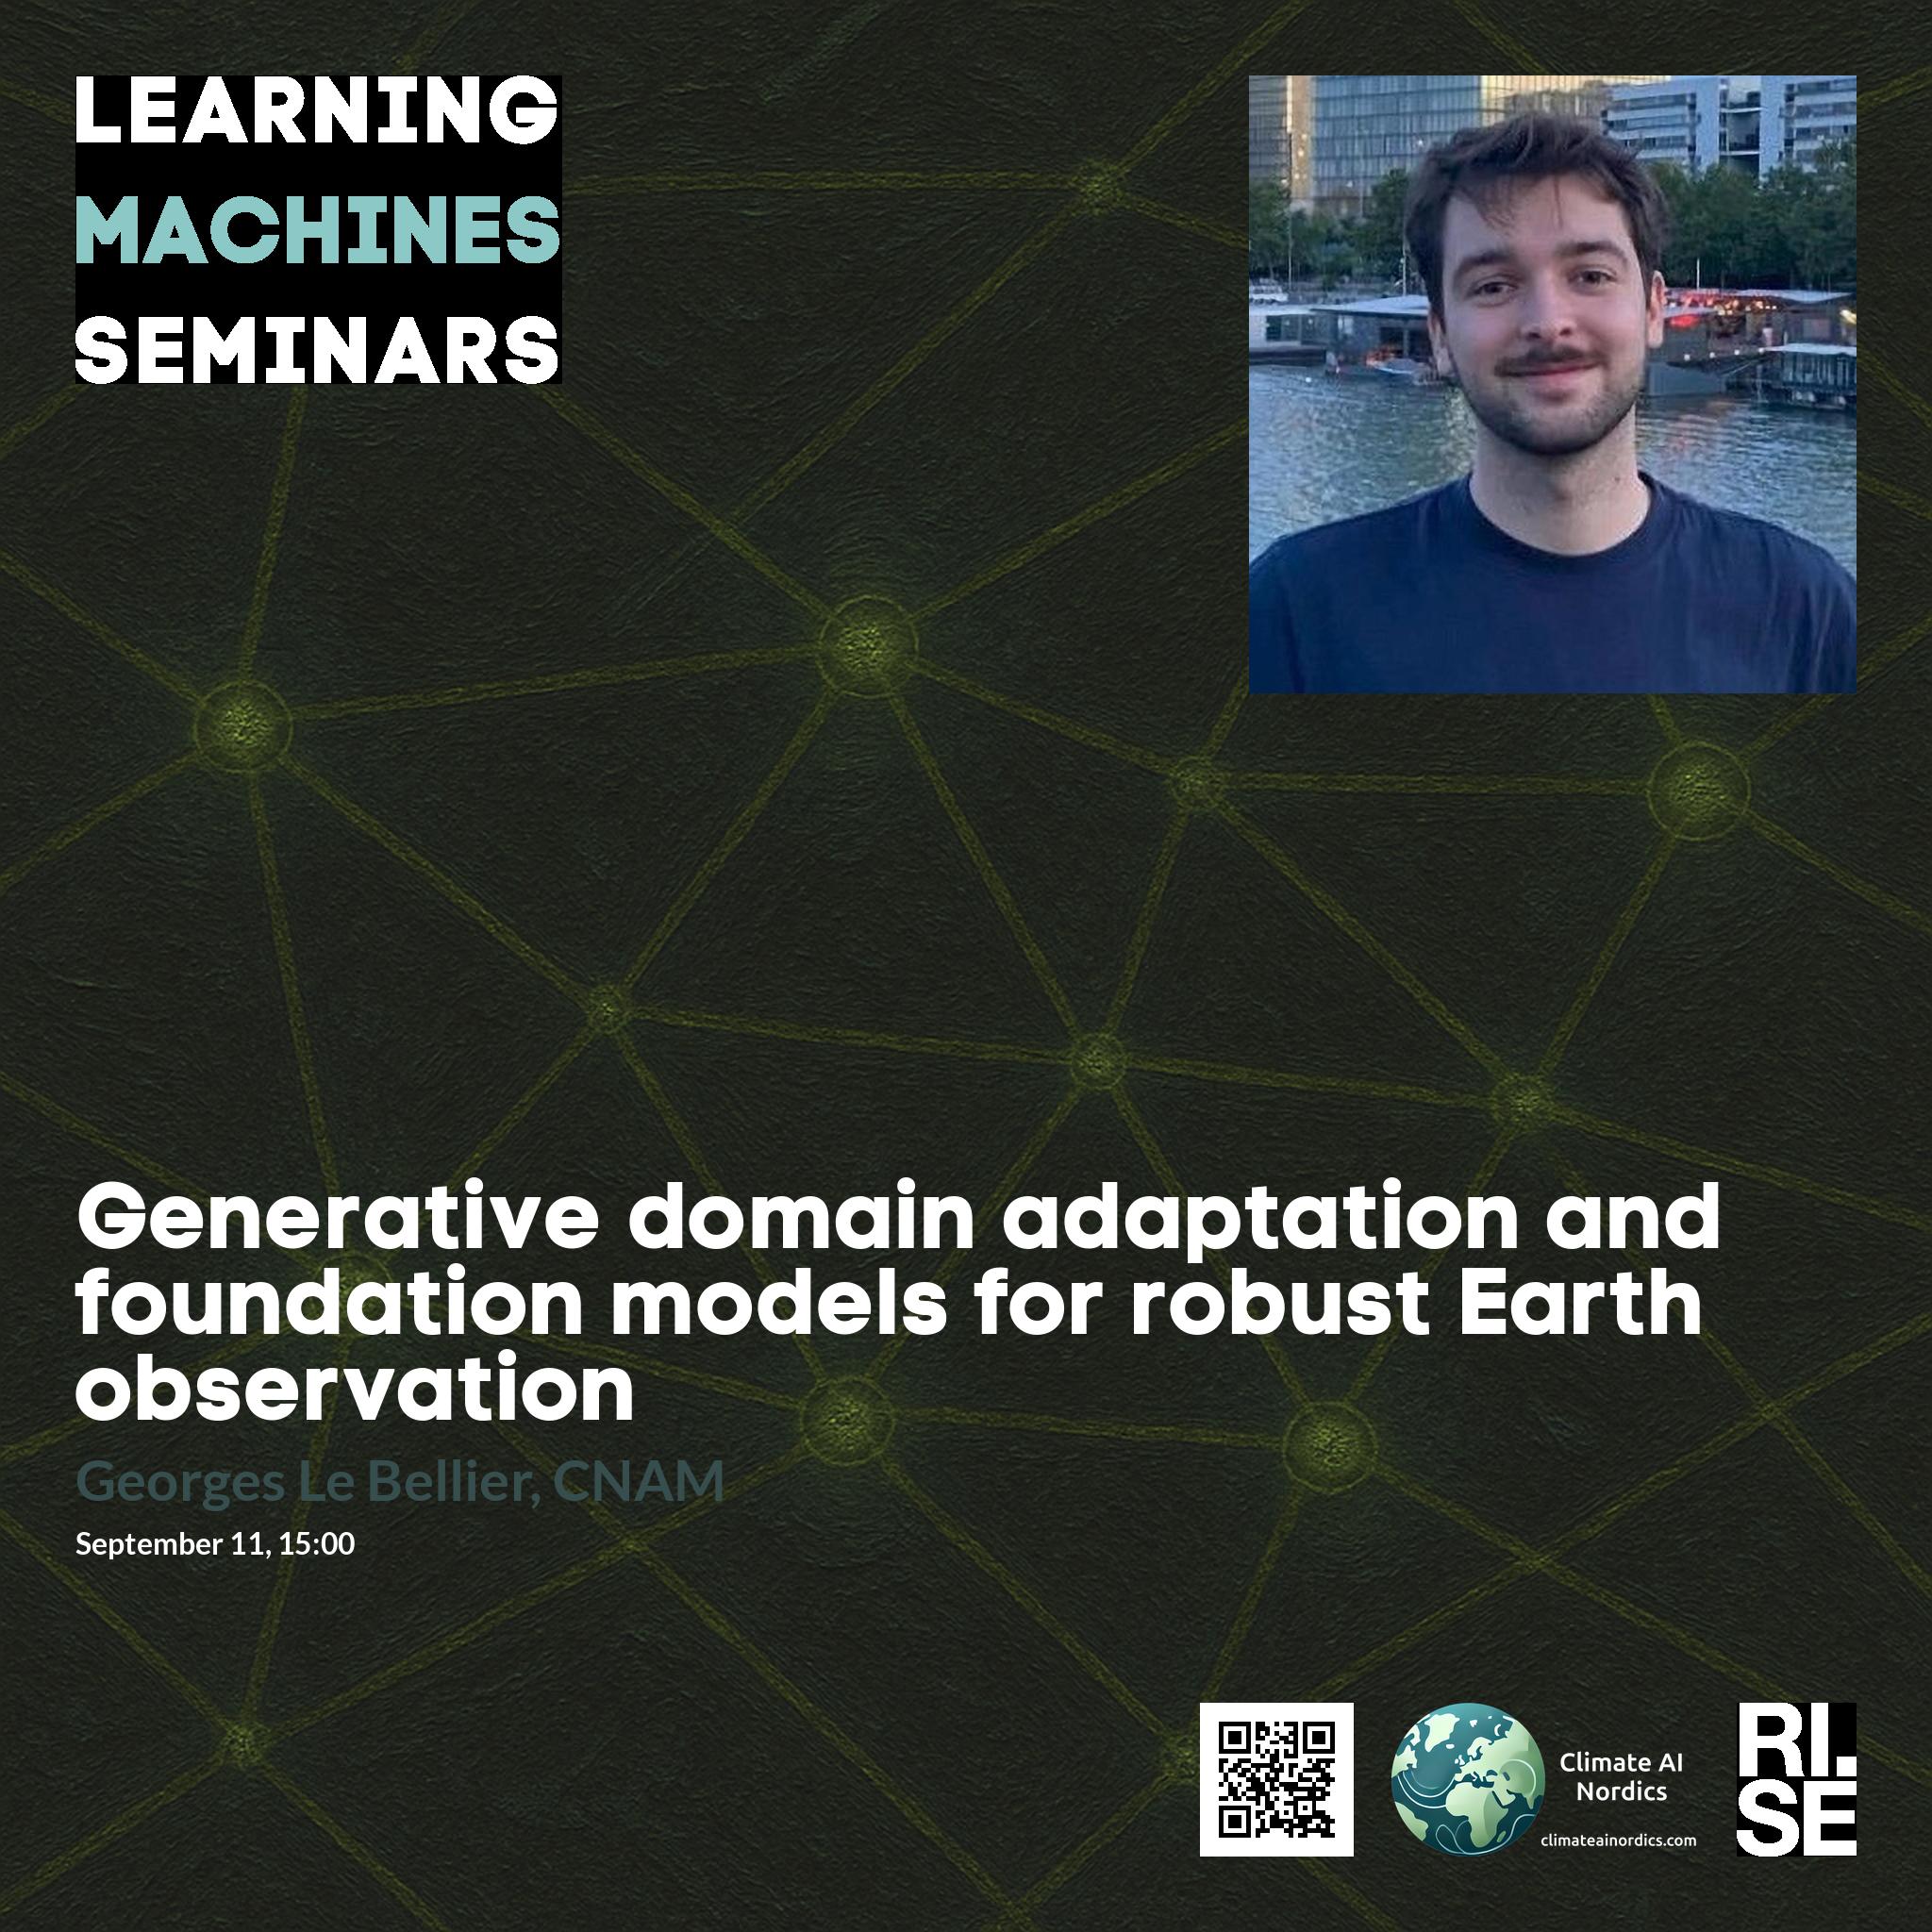 LEARNING
MACHINES
SEMINARS
Generative domain adaptation and
foundation models for robust Earth
observation
Georges Le Bellier, CNAM
September 11, 15:00
Climate AI
Nordics
climateainordics.com
RI.
SE